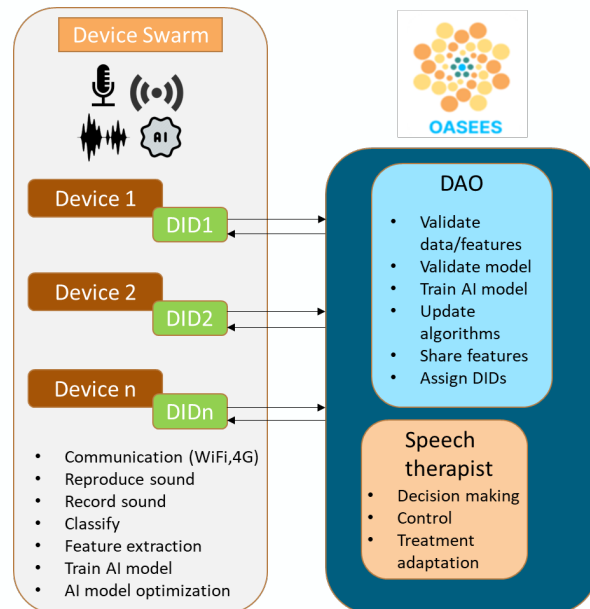 Device Swarm
AI
Device 1
DID1
Device 2
DID2
Device n
DIDn
• Communication (WiFi,4G)
• Reproduce sound
• Record sound
• Classify
• Feature extraction
• Train AI model
• AI model optimization
OASEES
DAO
• Validate
data/features
• Validate model
• Train AI model
• Update
algorithms
• Share features
• Assign DIDs
Speech
therapist
• Decision making
• Control
• Treatment
adaptation